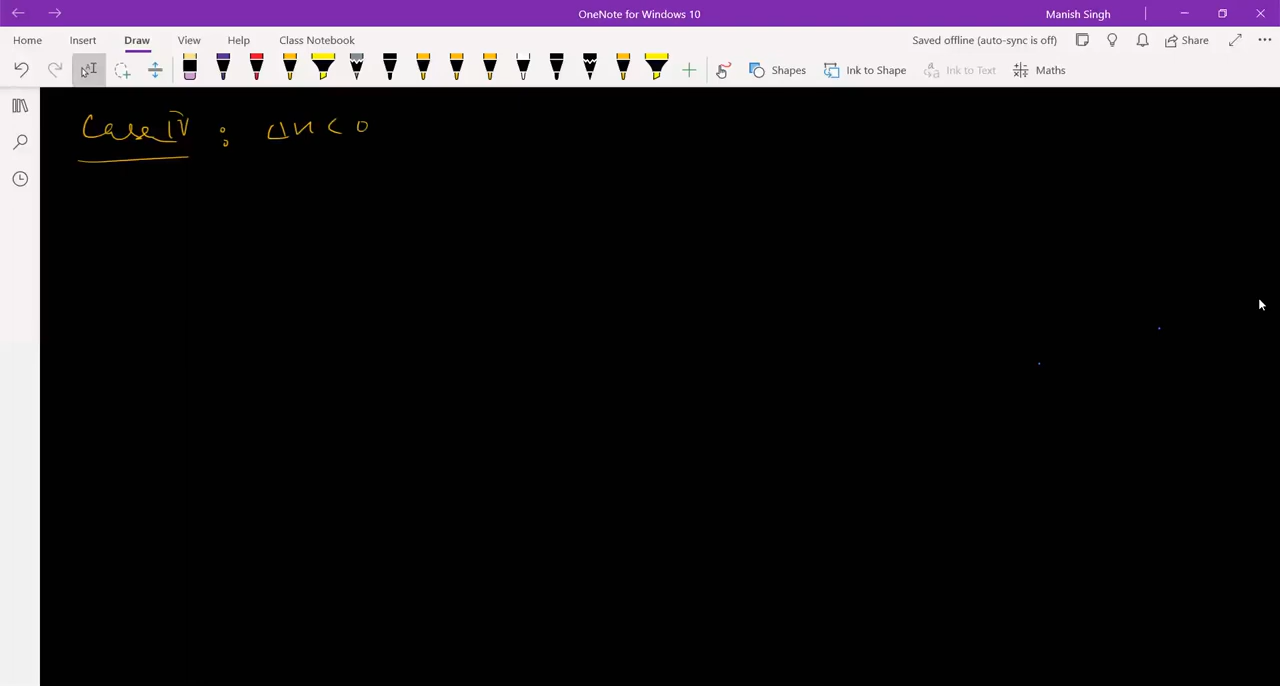 OneNote for Windows 10
Manish Singh
Home Insert Draw View Help Class Notebook
Saved offline (auto-sync is off) Share
Shapes Ink to Shape Ink to Text Maths
Case IV : ΔH < 0